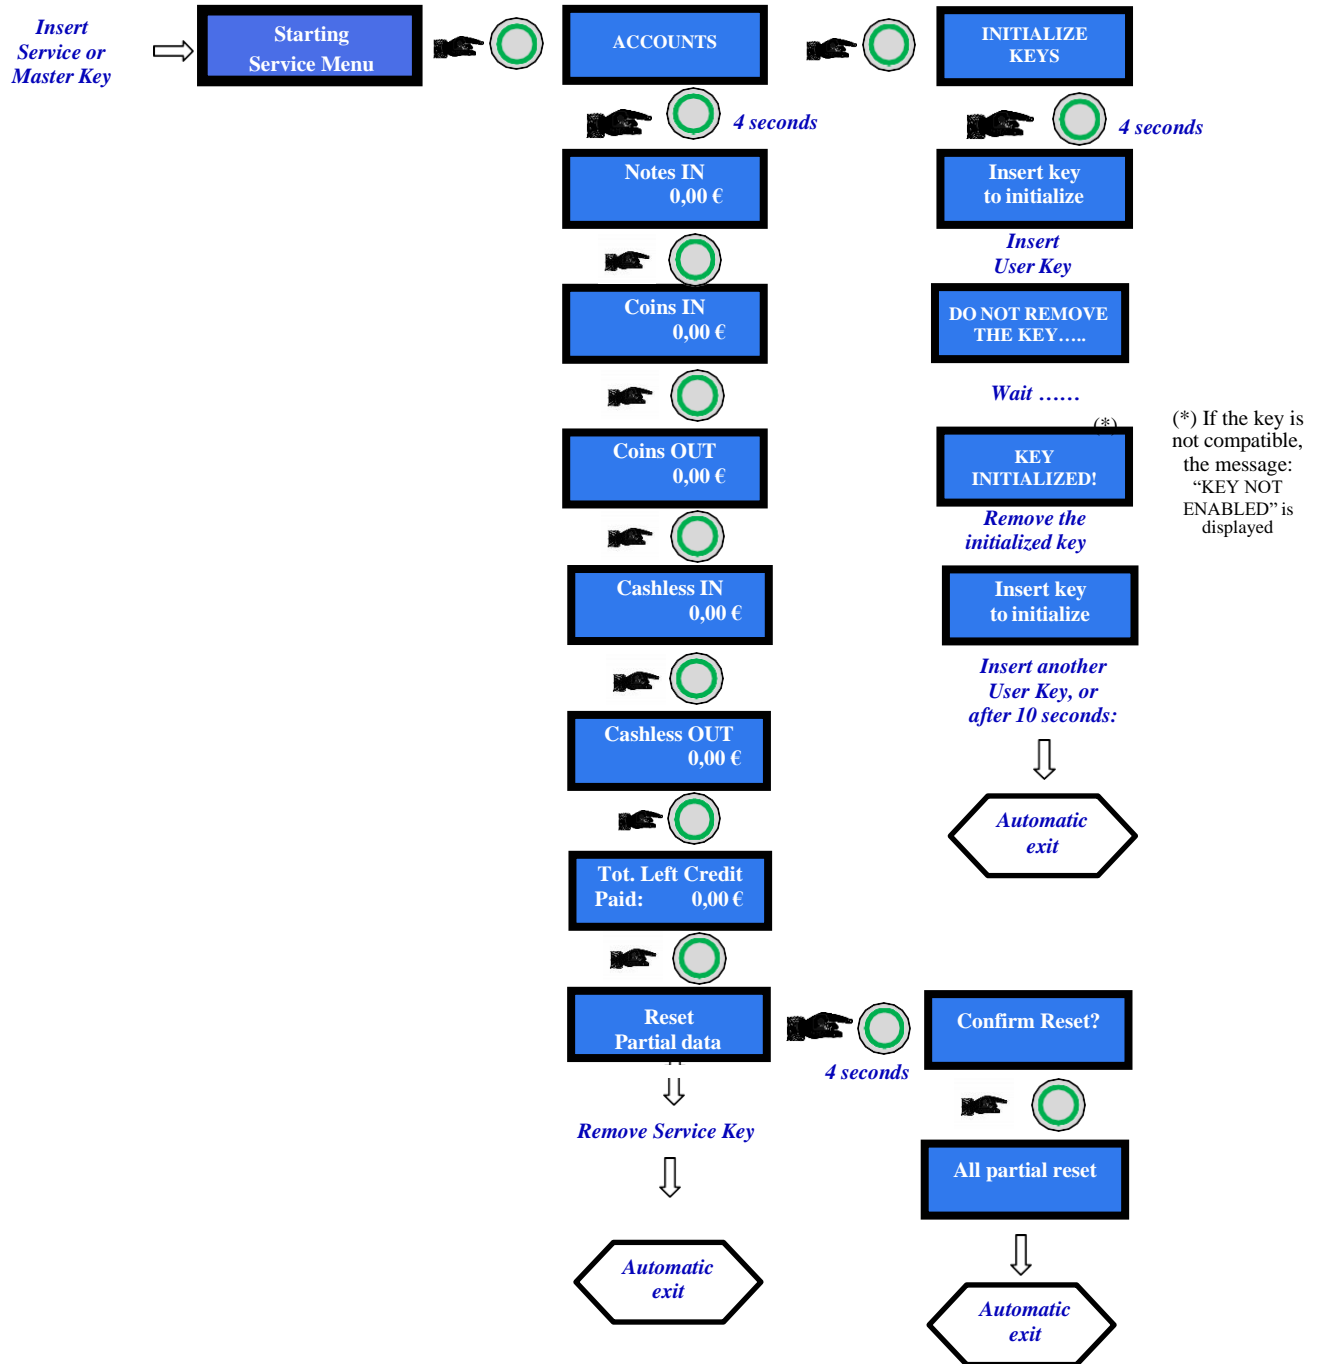 Insert
Service or
Master Key
Starting
Service Menu
ACCOUNTS
INITIALIZE
KEYS
4 seconds
4 seconds
Notes IN
0,00 €
Insert key
to initialize
Insert
User Key
Coins IN
0,00 €
DO NOT REMOVE
THE KEY…..
Wait ……
(*)
(*) If the key is
not compatible,
the message:
“KEY NOT
ENABLED” is
displayed
Coins OUT
0,00 €
KEY
INITIALIZED!
Remove the
initialized key
Cashless IN
0,00 €
Insert key
to initialize
Insert another
User Key, or
after 10 seconds:
Cashless OUT
0,00 €
Automatic
exit
Tot. Left Credit
Paid: 0,00 €
Reset
Partial data
4 seconds
Confirm Reset?
Remove Service Key
All partial reset
Automatic
exit
Automatic
exit